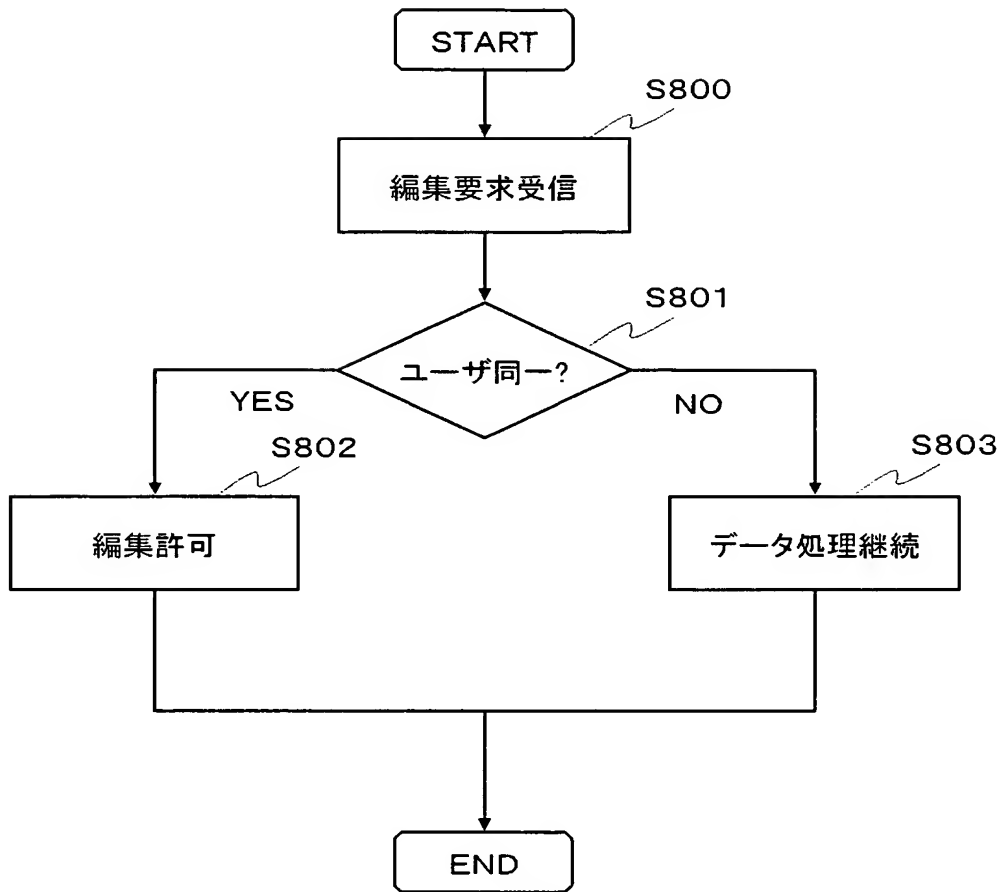 START
S800
編集要求受信
S801
ユーザ同一?
YES
NO
S802
S803
編集許可
データ処理継続
END